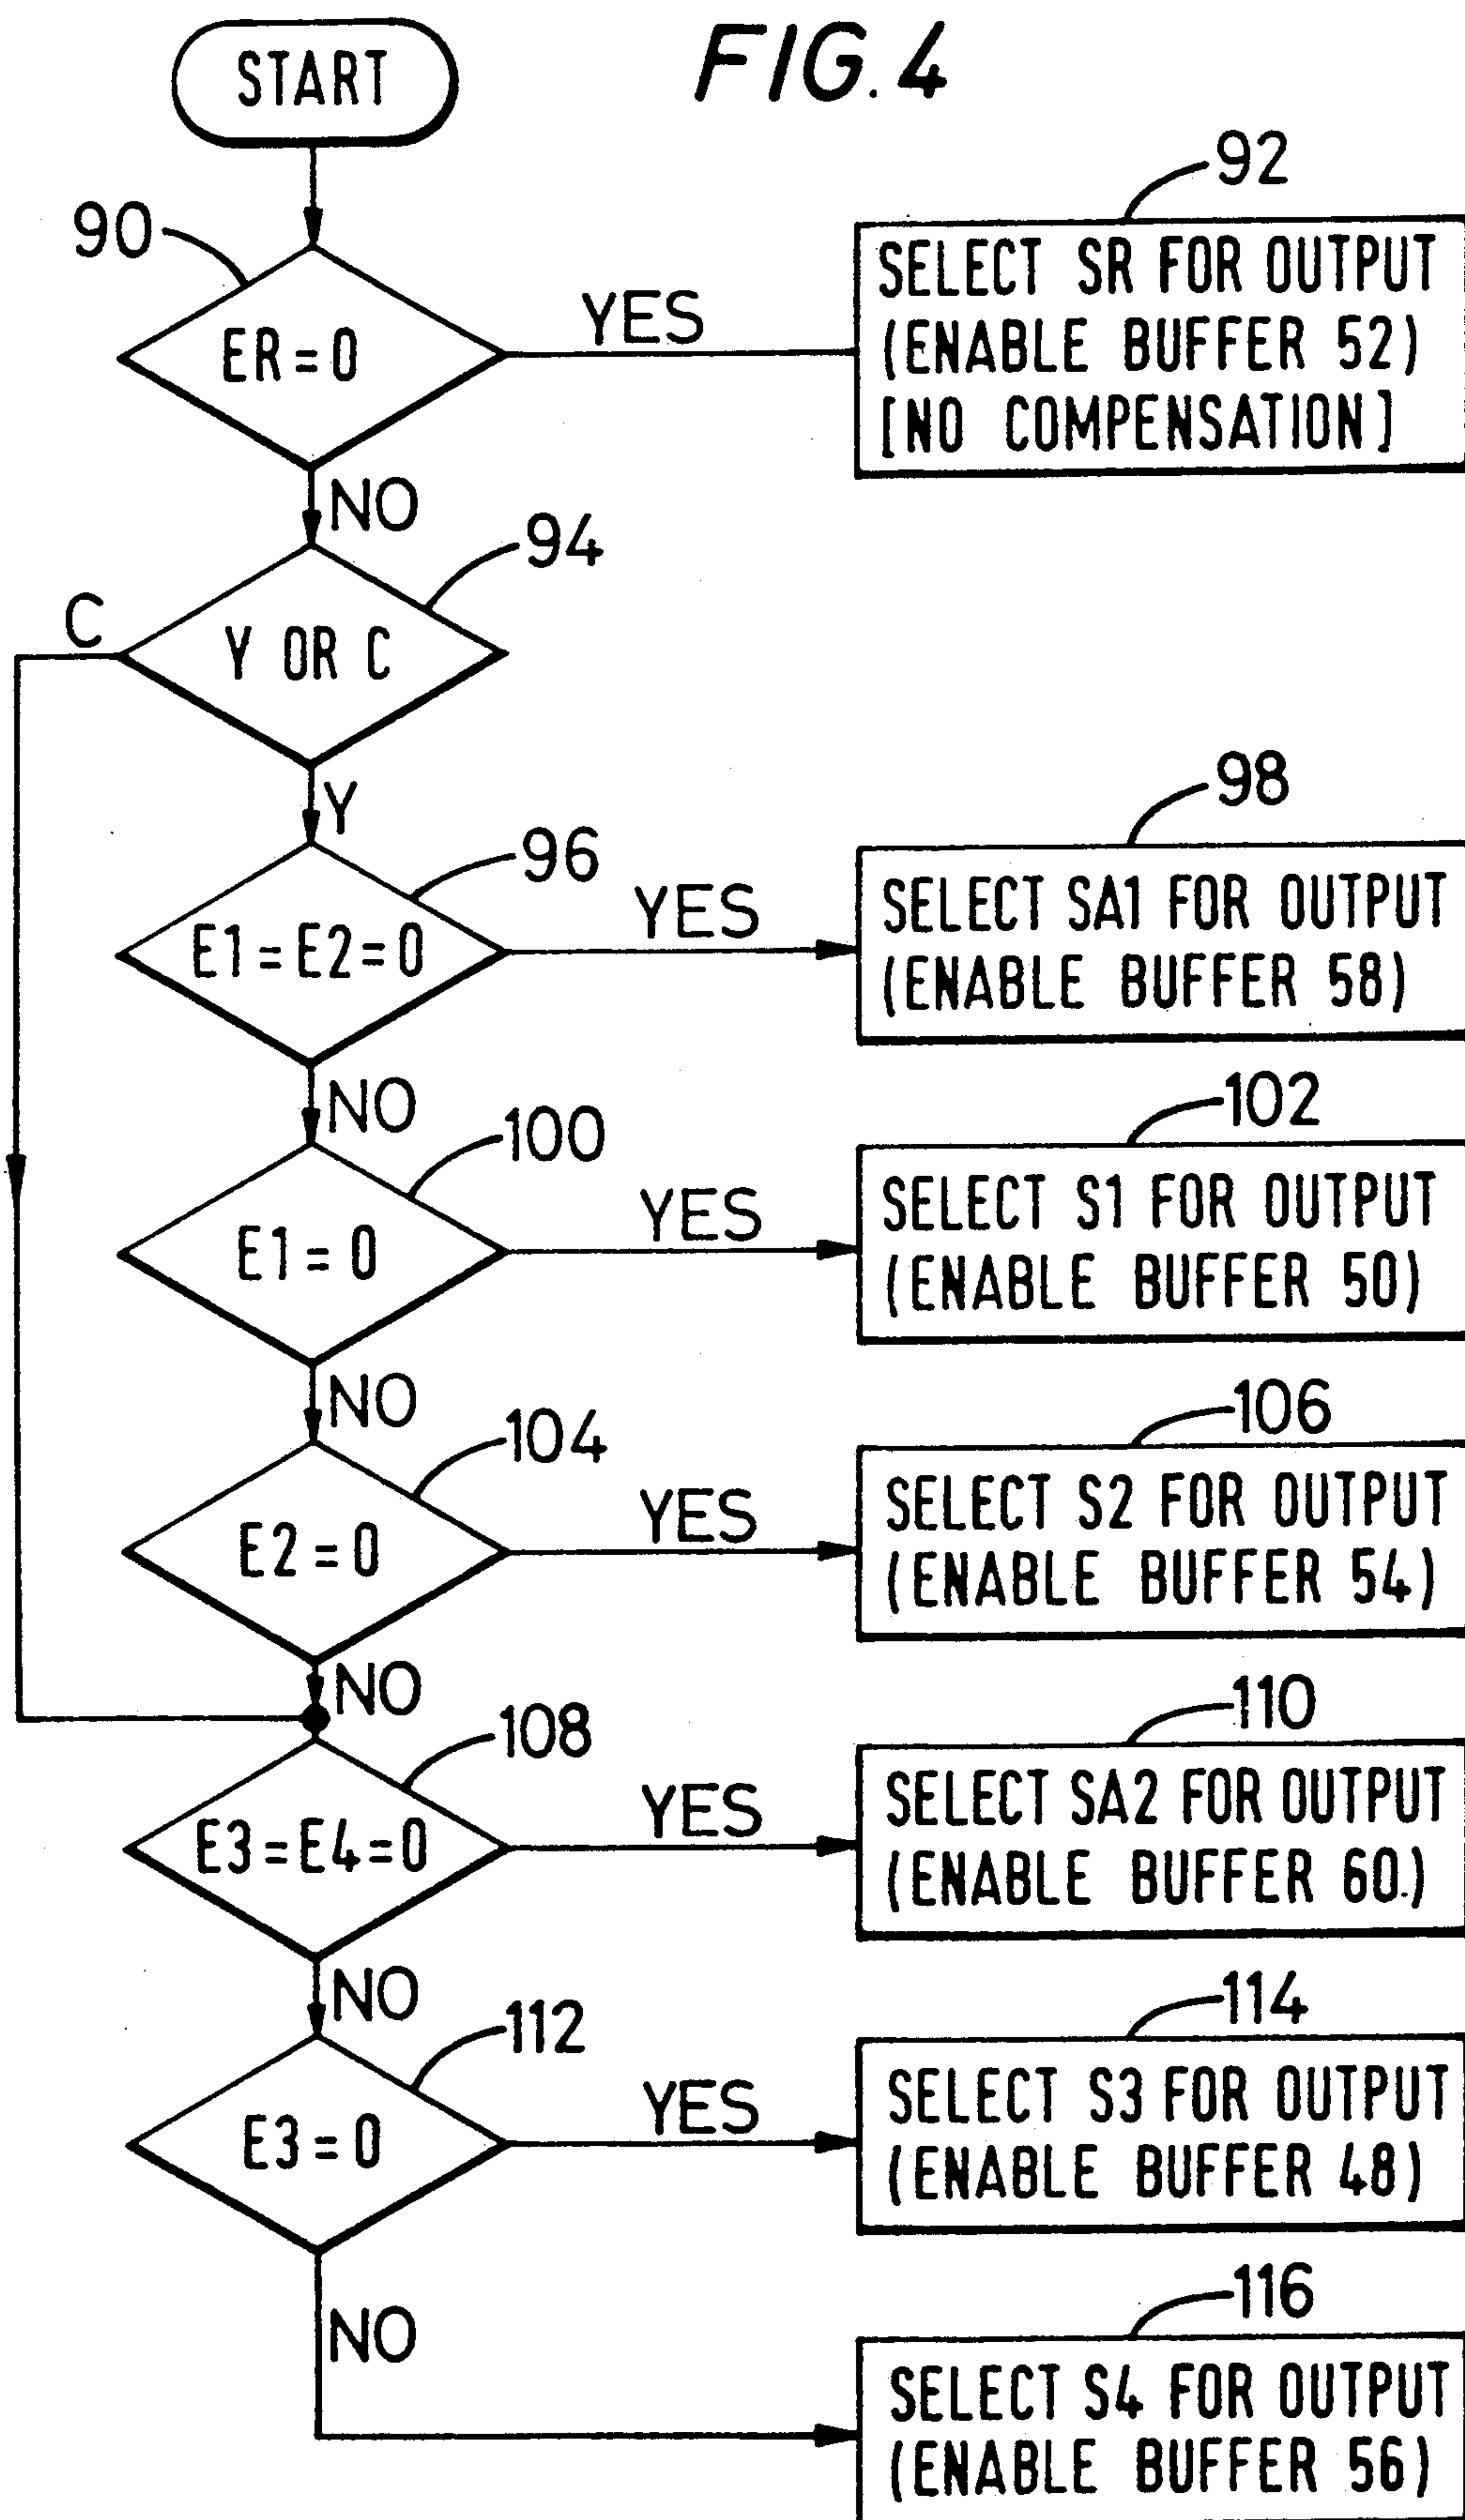 FIG. 4
START
92
90
SELECT SR FOR OUTPUT
(ENABLE BUFFER 52)
[NO COMPENSATION]
ER=0
YES
NO
94
C
Y OR C
Y
98
96
SELECT SA1 FOR OUTPUT
(ENABLE BUFFER 58)
E1=E2=0
YES
NO
102
100
SELECT S1 FOR OUTPUT
(ENABLE BUFFER 50)
E1=0
YES
NO
106
104
SELECT S2 FOR OUTPUT
(ENABLE BUFFER 54)
E2=0
YES
NO
110
108
SELECT SA2 FOR OUTPUT
(ENABLE BUFFER 60.)
E3=E4=0
YES
NO
114
112
SELECT S3 FOR OUTPUT
(ENABLE BUFFER 48)
E3=0
YES
NO
116
SELECT S4 FOR OUTPUT
(ENABLE BUFFER 56)